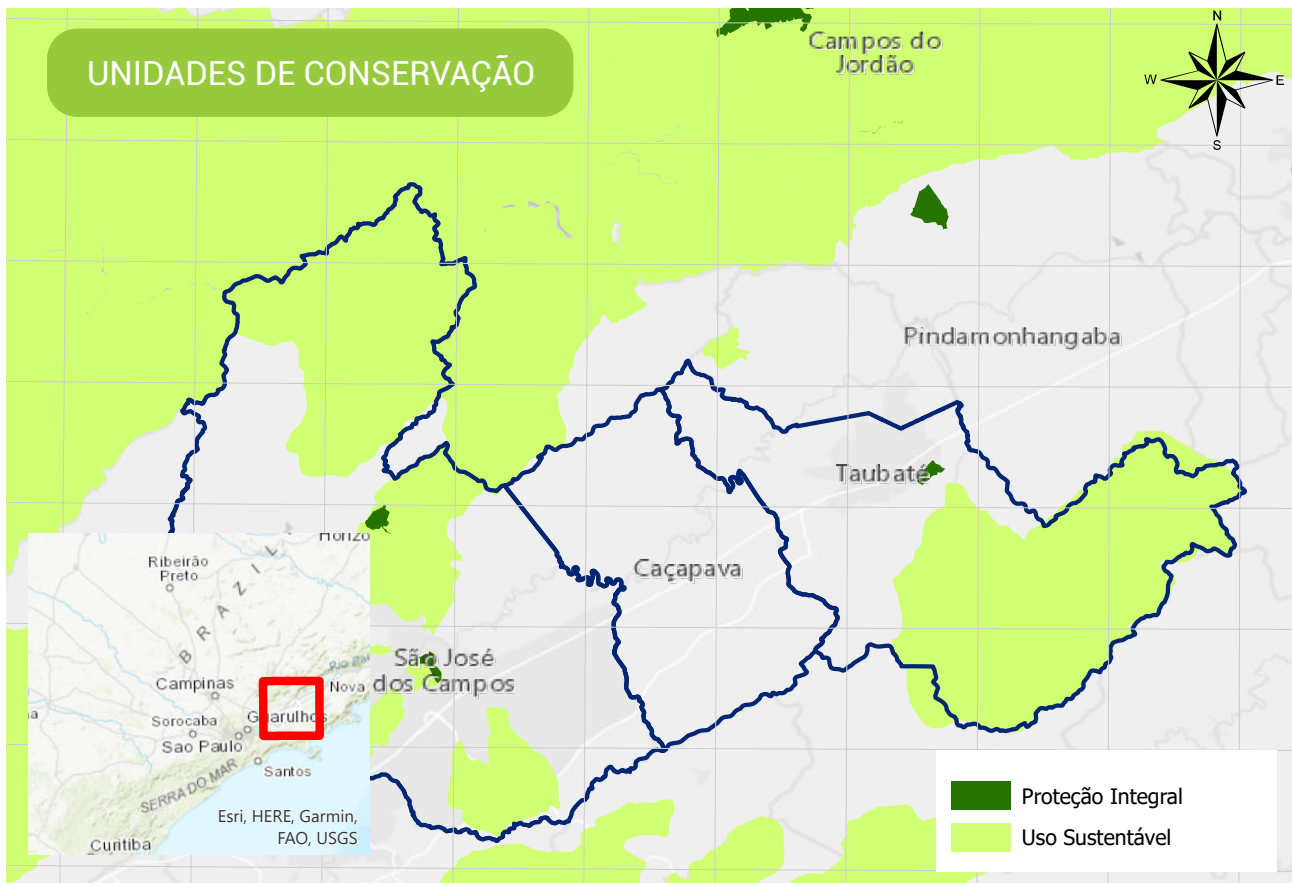 UNIDADES DE CONSERVAÇÃO
N
W
E
S
Campos do
Jordão
Pindamonhangaba
Taubaté
Caçapava
São José
dos Campos
Ribeirão
Preto
BRAZIL
Campinas
Nova
Sorocaba
Guarulhos
Sao Paulo
Santos
SERRA DO MAR
Curitiba
Esri, HERE, Garmin,
FAO, USGS
Proteção Integral
Uso Sustentável